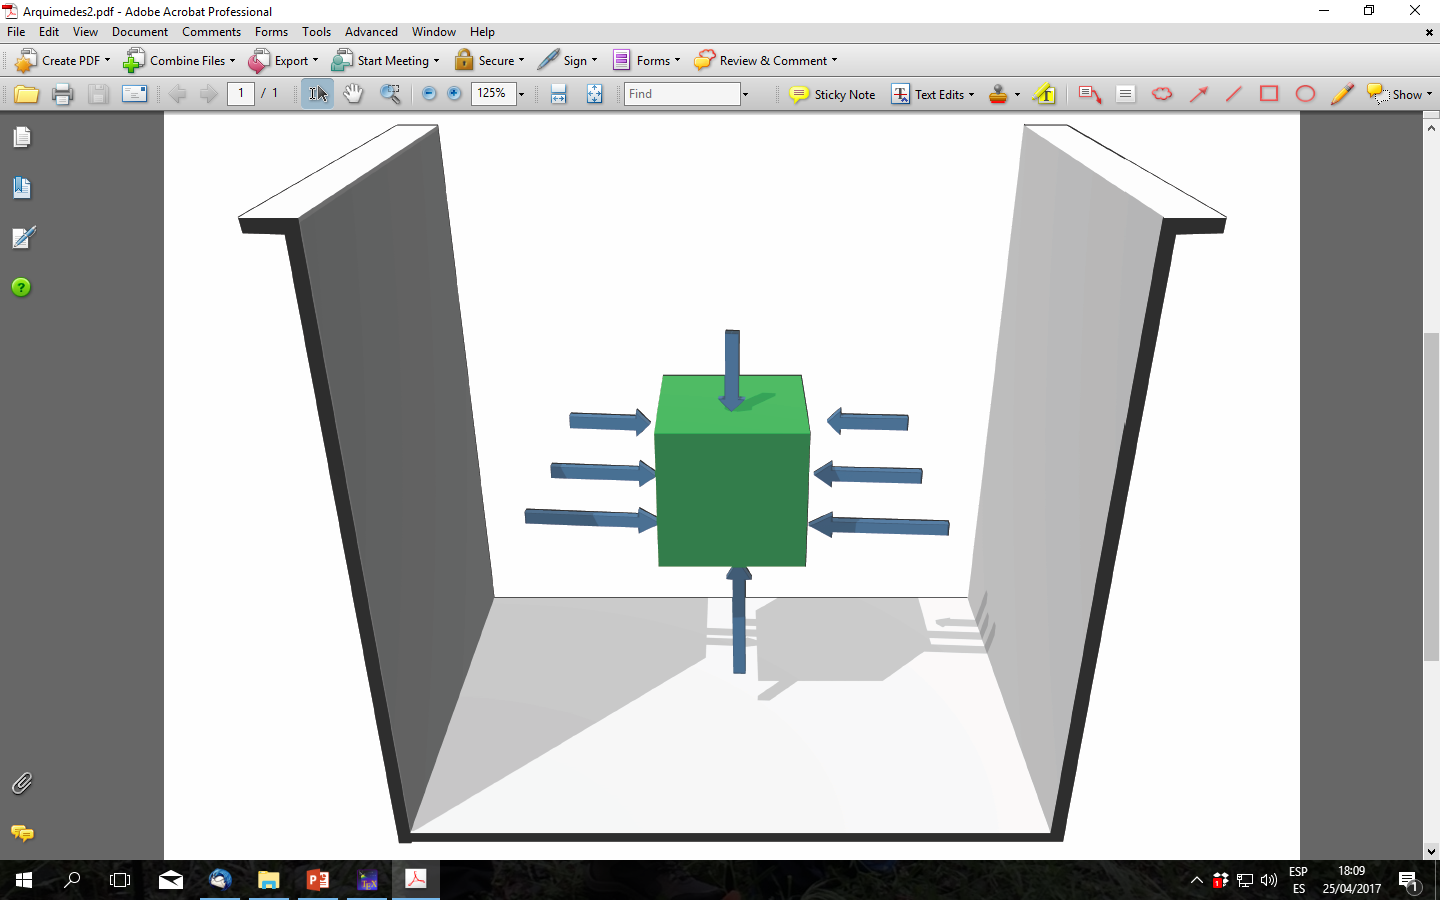 Arquimedes2.pdf - Adobe Acrobat Professional
File Edit View Document Comments Forms Tools Advanced Window Help
Create PDF Combine Files Export Start Meeting Secure Sign Forms Review & Comment
1 / 1 125% Find Sticky Note Text Edits Show
ESP 18:09
ES 25/04/2017 1